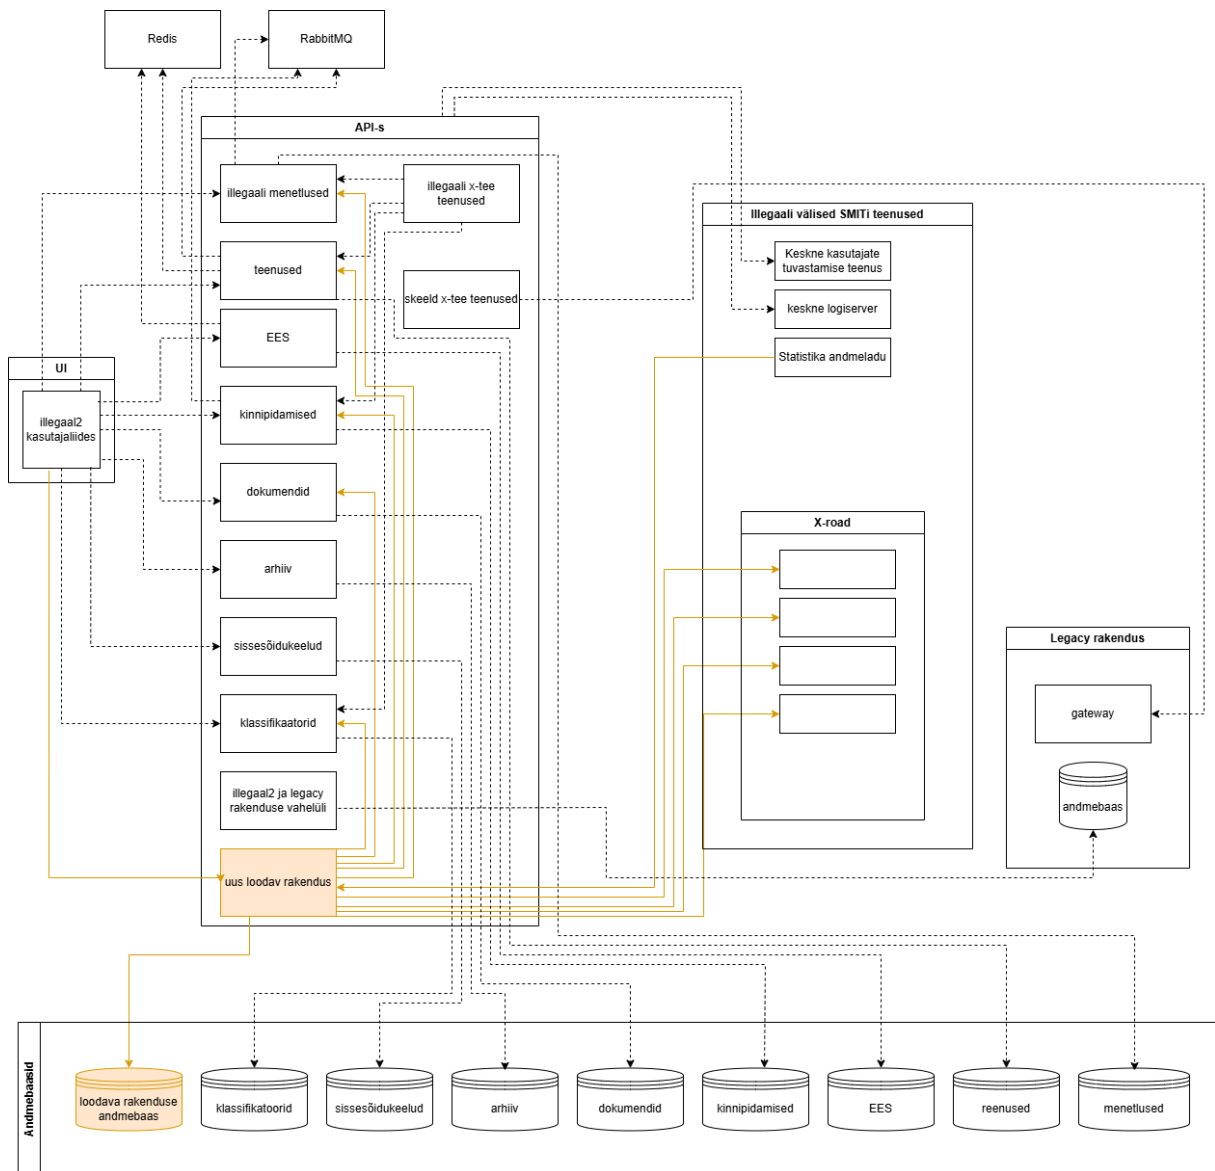 Redis
RabbitMQ
API-s
illegaali menetlused
illegaali x-tee
teenused
teenused
skeeld x-tee teenused
EES
UI
illegaal2
kasutajaliides
kinnipidamised
dokumendid
arhiiv
sissesõidukeelud
klassifikaatorid
illegaal2 ja legacy
rakenduse vahelüli
uus loodav rakendus
Illegaali välised SMITi teenused
Keskne kasutajate
tuvastamise teenus
keskne logiserver
Statistika andmeladu
X-road
Legacy rakendus
gateway
andmebaas
Andmebaasid
loodava rakenduse
andmebaas
klassifikatoorid
sissesõidukeelud
arhiiv
dokumendid
kinnipidamised
EES
reenused
menetlused